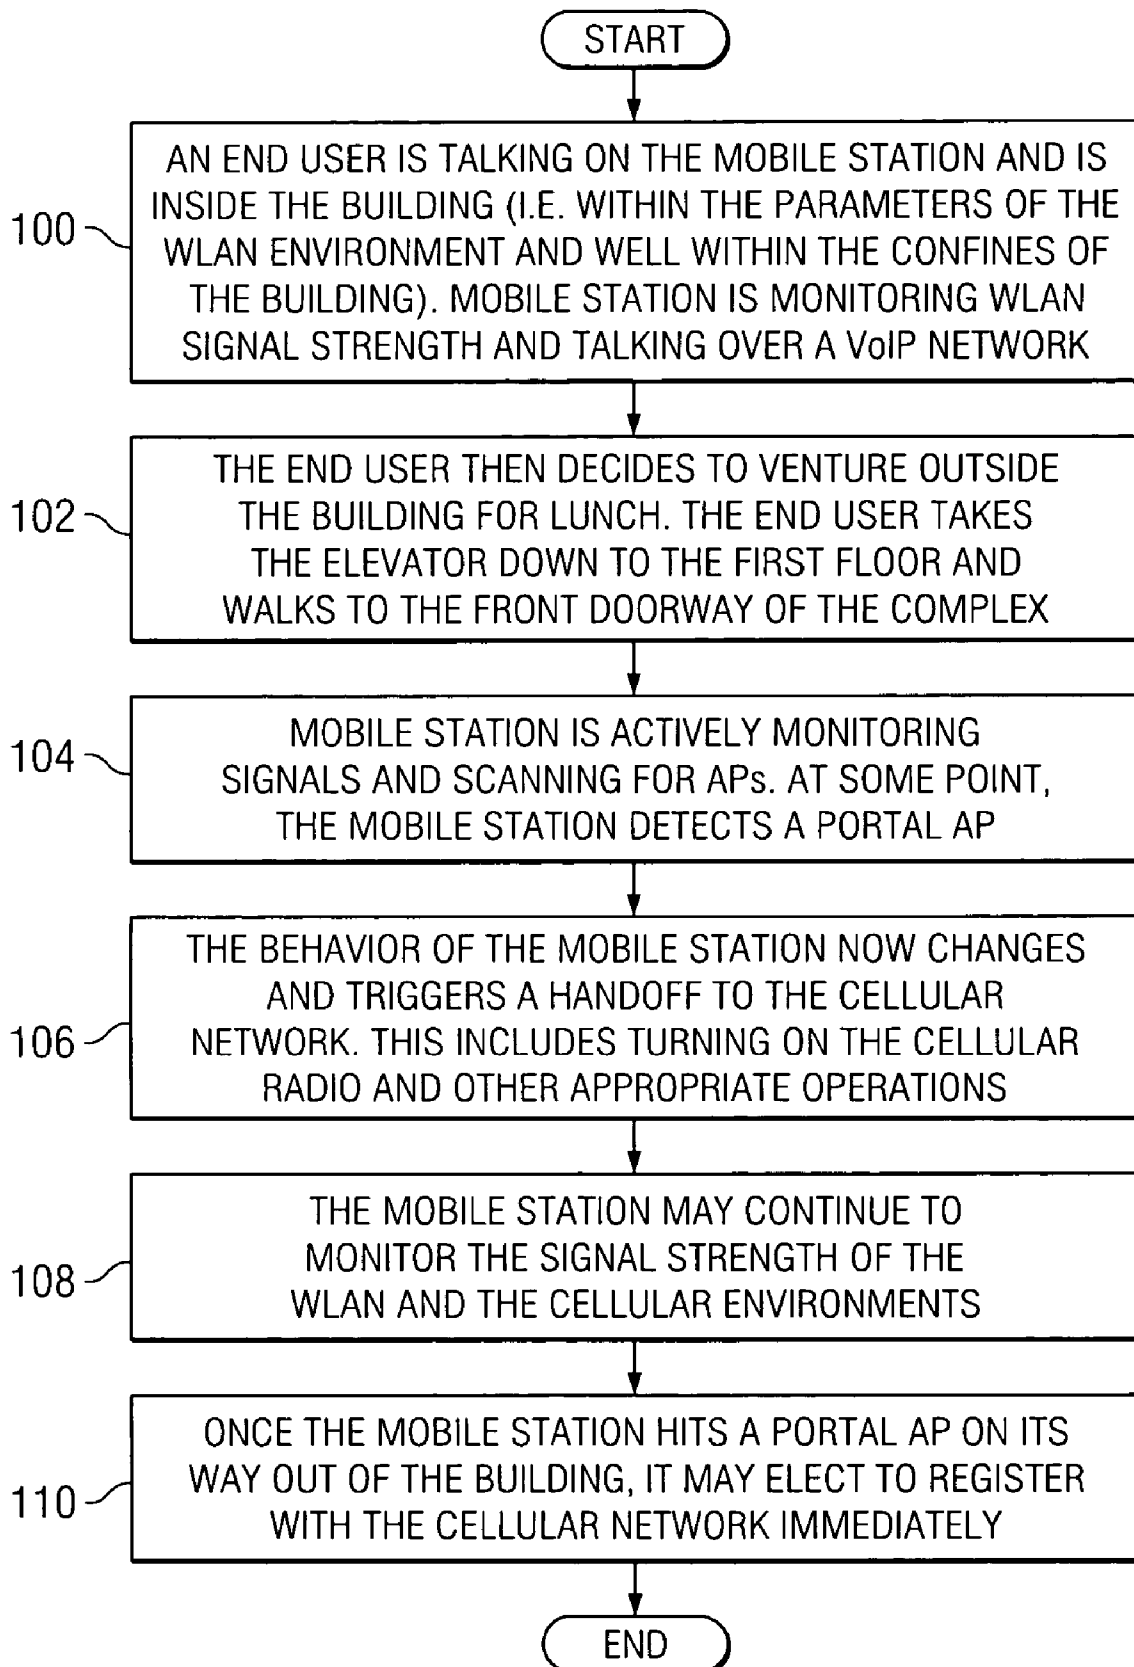 START
100
AN END USER IS TALKING ON THE MOBILE STATION AND IS
INSIDE THE BUILDING (I.E. WITHIN THE PARAMETERS OF THE
WLAN ENVIRONMENT AND WELL WITHIN THE CONFINES OF
THE BUILDING). MOBILE STATION IS MONITORING WLAN
SIGNAL STRENGTH AND TALKING OVER A VoIP NETWORK
102
THE END USER THEN DECIDES TO VENTURE OUTSIDE
THE BUILDING FOR LUNCH. THE END USER TAKES
THE ELEVATOR DOWN TO THE FIRST FLOOR AND
WALKS TO THE FRONT DOORWAY OF THE COMPLEX
104
MOBILE STATION IS ACTIVELY MONITORING
SIGNALS AND SCANNING FOR APs. AT SOME POINT,
THE MOBILE STATION DETECTS A PORTAL AP
106
THE BEHAVIOR OF THE MOBILE STATION NOW CHANGES
AND TRIGGERS A HANDOFF TO THE CELLULAR
NETWORK. THIS INCLUDES TURNING ON THE CELLULAR
RADIO AND OTHER APPROPRIATE OPERATIONS
108
THE MOBILE STATION MAY CONTINUE TO
MONITOR THE SIGNAL STRENGTH OF THE
WLAN AND THE CELLULAR ENVIRONMENTS
110
ONCE THE MOBILE STATION HITS A PORTAL AP ON ITS
WAY OUT OF THE BUILDING, IT MAY ELECT TO REGISTER
WITH THE CELLULAR NETWORK IMMEDIATELY
END